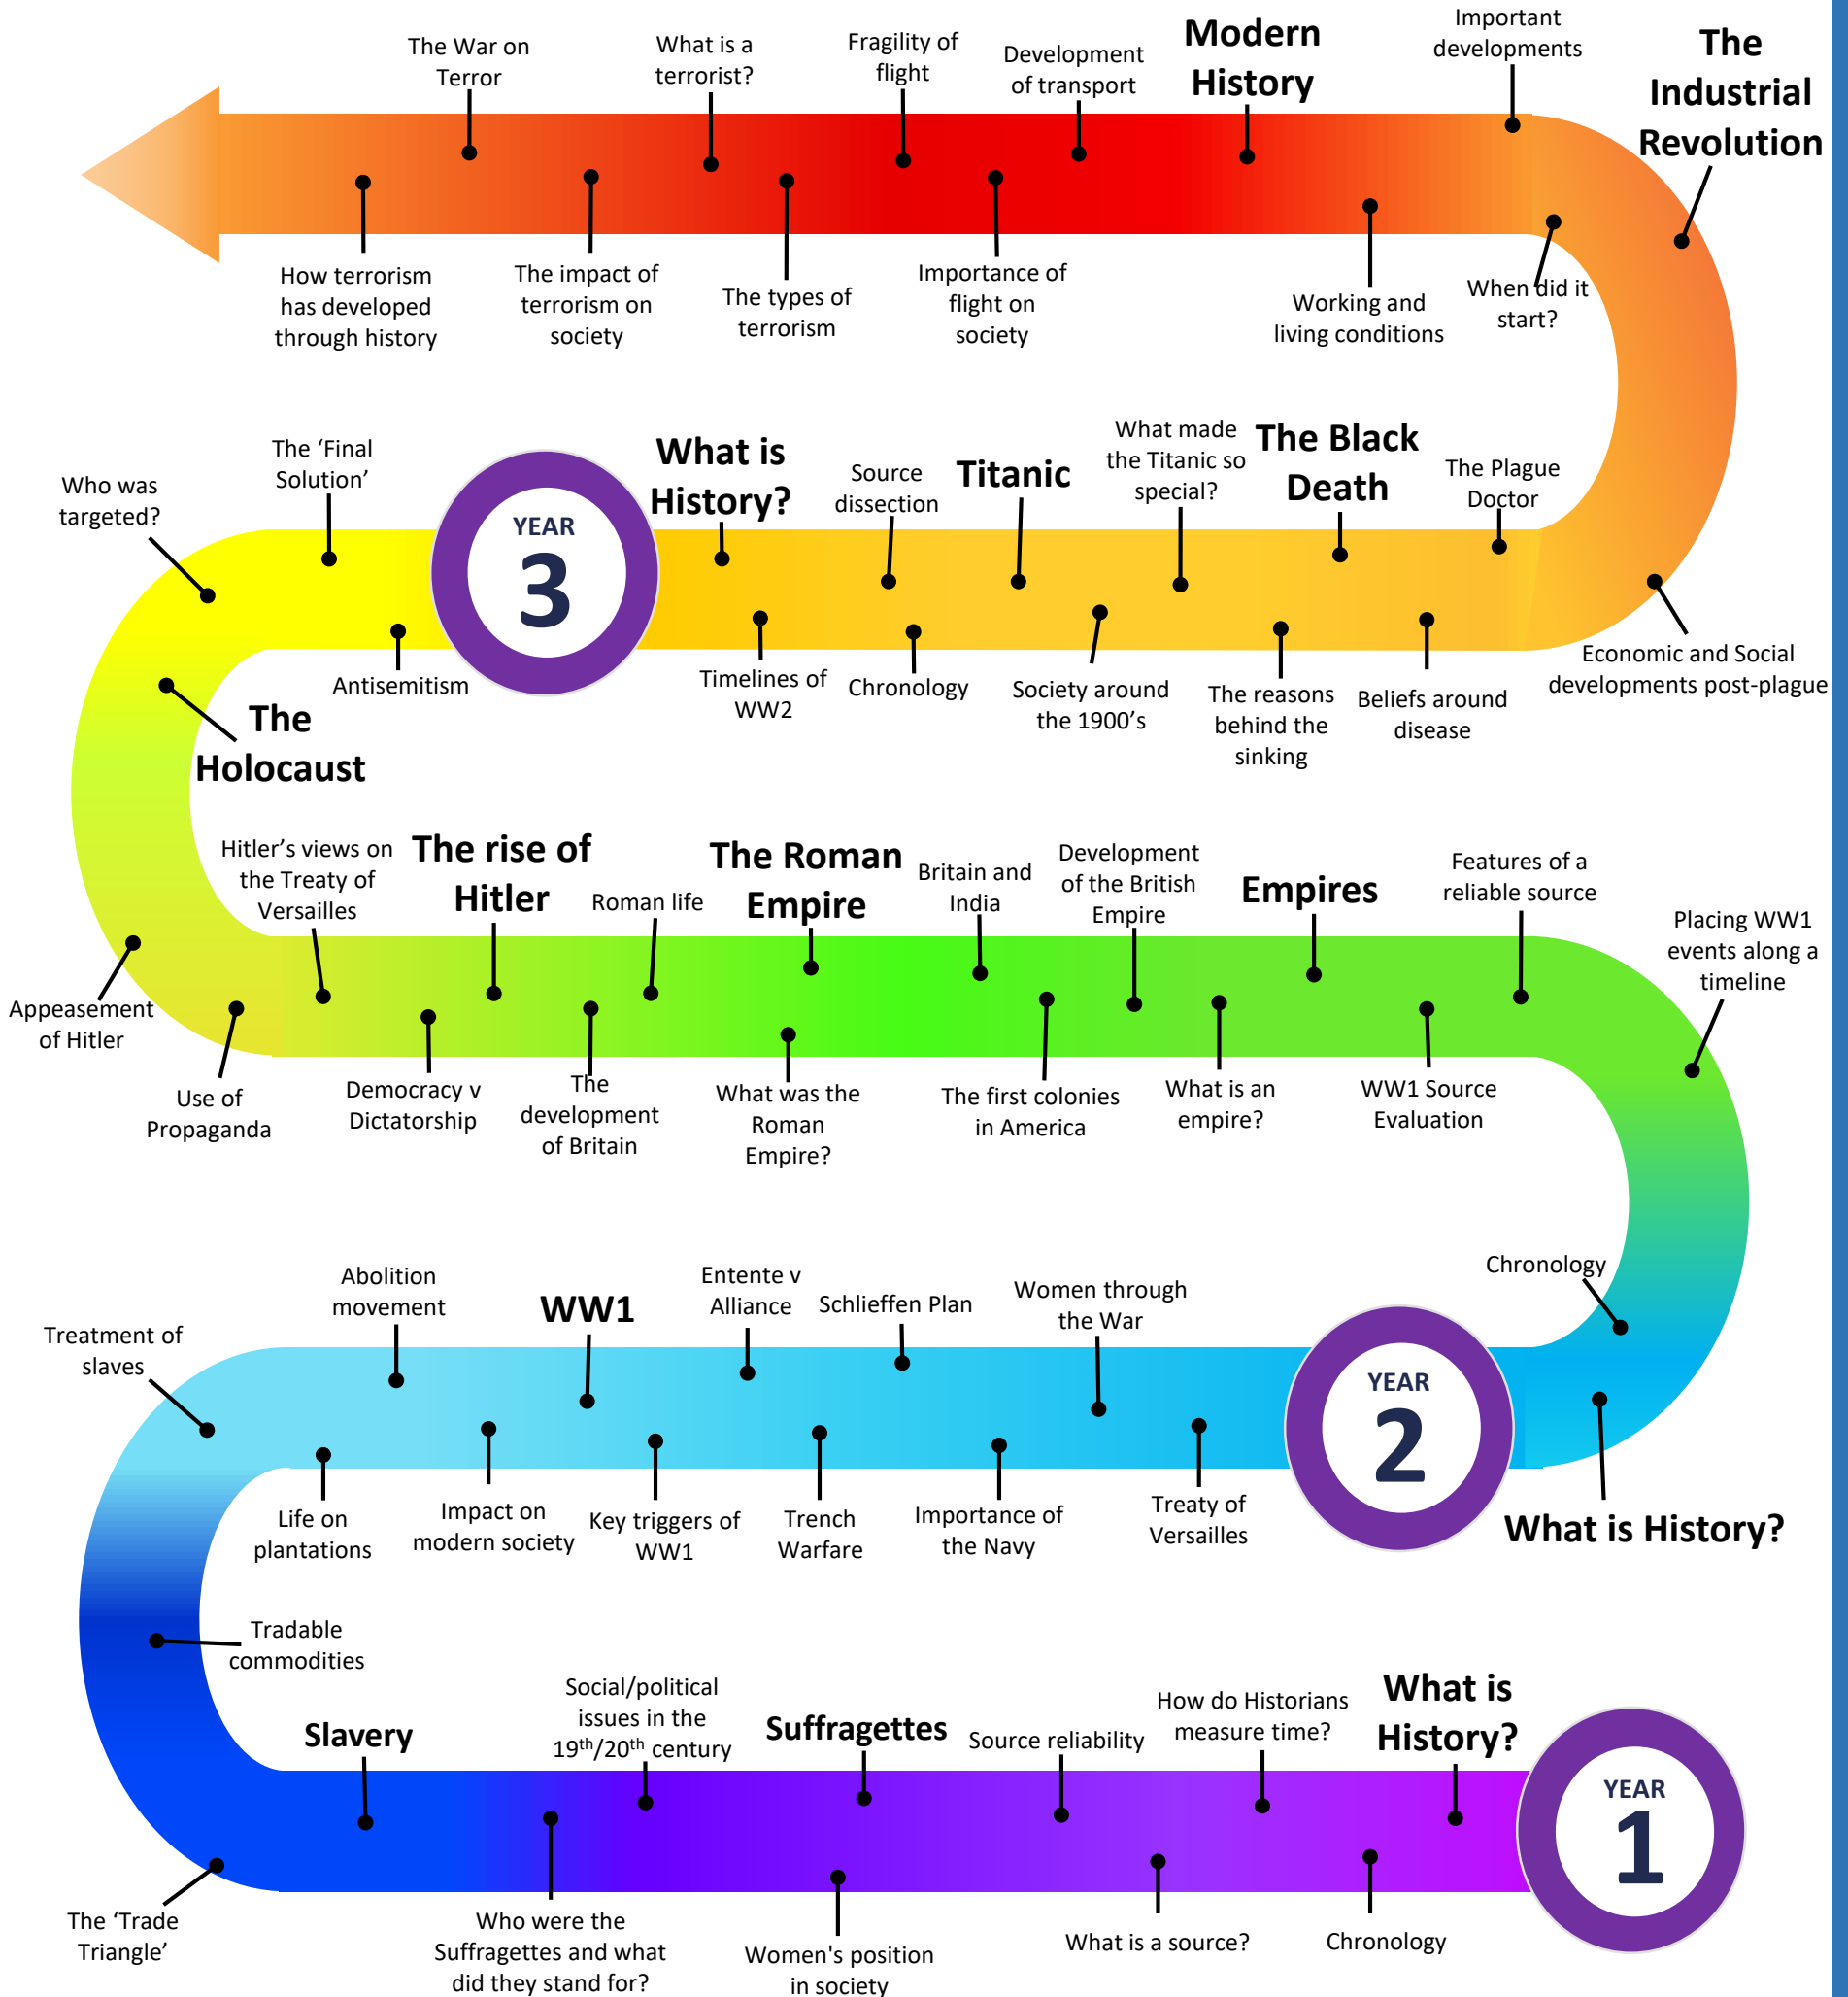 The War on
Terror
What is a
terrorist?
Fragility of
flight
Development
of transport
Modern
History
Important
developments
The
Industrial
Revolution
How terrorism
has developed
through history
The impact of
terrorism on
society
The types of
terrorism
Importance of
flight on
society
Working and
living conditions
When did it
start?
Who was
targeted?
The ‘Final
Solution’
YEAR
3
What is
History?
Source
dissection
Titanic
What made
the Titanic so
special?
The Black
Death
The Plague
Doctor
Antisemitism
The
Holocaust
Timelines of
WW2
Chronology
Society around
the 1900's
The reasons
behind the
sinking
Beliefs around
disease
Economic and Social
developments post-plague
Hitler’s views on
the Treaty of
Versailles
The rise of
Hitler
Roman life
The Roman
Empire
Britain and
India
Development
of the British
Empire
Empires
Features of a
reliable source
Placing WW1
events along a
timeline
Appeasement
of Hitler
Use of
Propaganda
Democracy v
Dictatorship
The
development
of Britain
What was the
Roman
Empire?
The first colonies
in America
What is an
empire?
WW1 Source
Evaluation
Treatment of
slaves
Abolition
movement
WW1
Entente v
Alliance
Schlieffen Plan
Women through
the War
YEAR
2
Chronology
Life on
plantations
Impact on
modern society
Key triggers of
WW1
Trench
Warfare
Importance of
the Navy
Treaty of
Versailles
What is History?
Tradable
commodities
Slavery
Social/political
issues in the
19th/20th century
Suffragettes
Source reliability
How do Historians
measure time?
What is
History?
YEAR
1
The ‘Trade
Triangle’
Who were the
Suffragettes and what
did they stand for?
Women's position
in society
What is a source?
Chronology